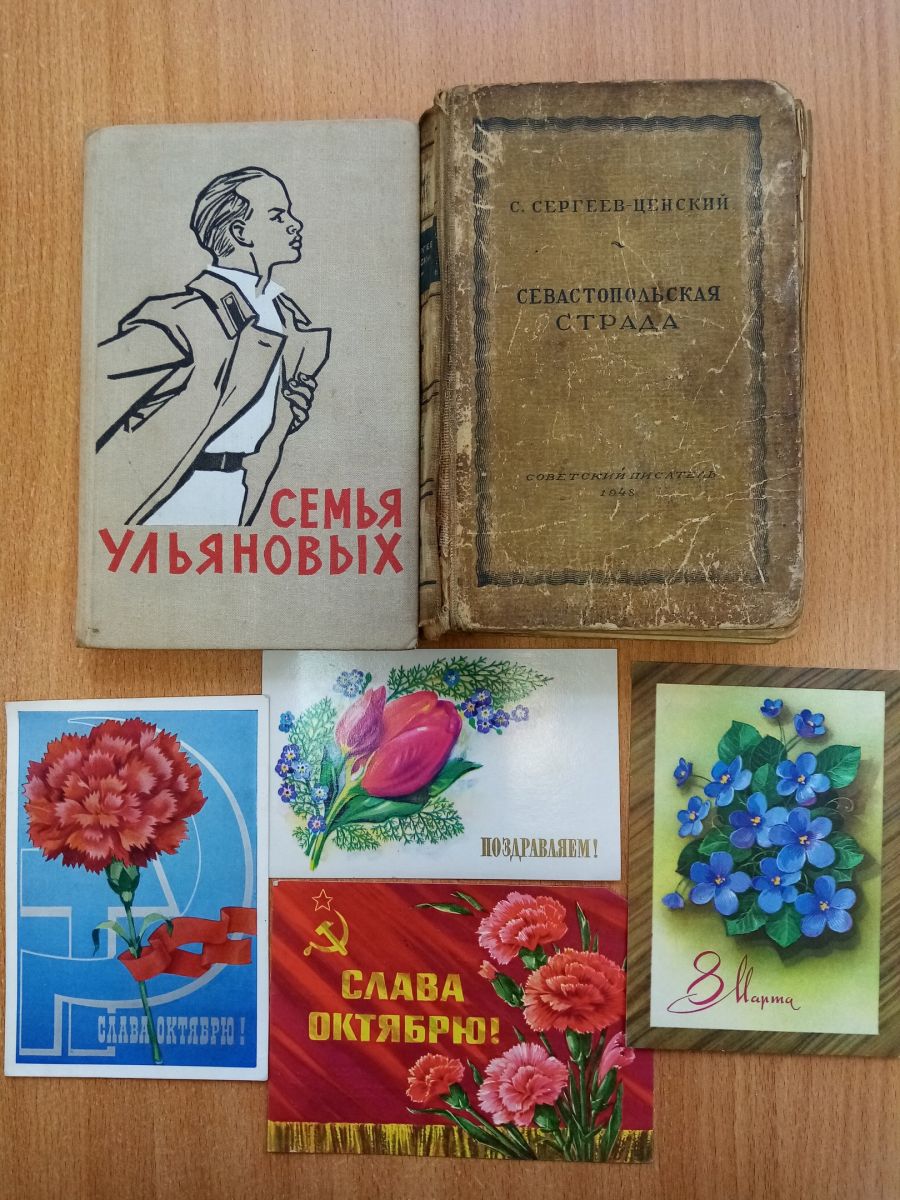 СЕМЬЯ
УЛЬЯНОВЫХ
С. СЕРГЕЕВ-ЦЕНСКИЙ
СЕВАСТОПОЛЬСКАЯ
СТРАДА
СОВЕТСКИЙ ПИСАТЕЛЬ
1948
ПОЗДРАВЛЯЕМ!
СЛАВА ОКТЯБРЮ!
СЛАВА
ОКТЯБРЮ!
8 Марта